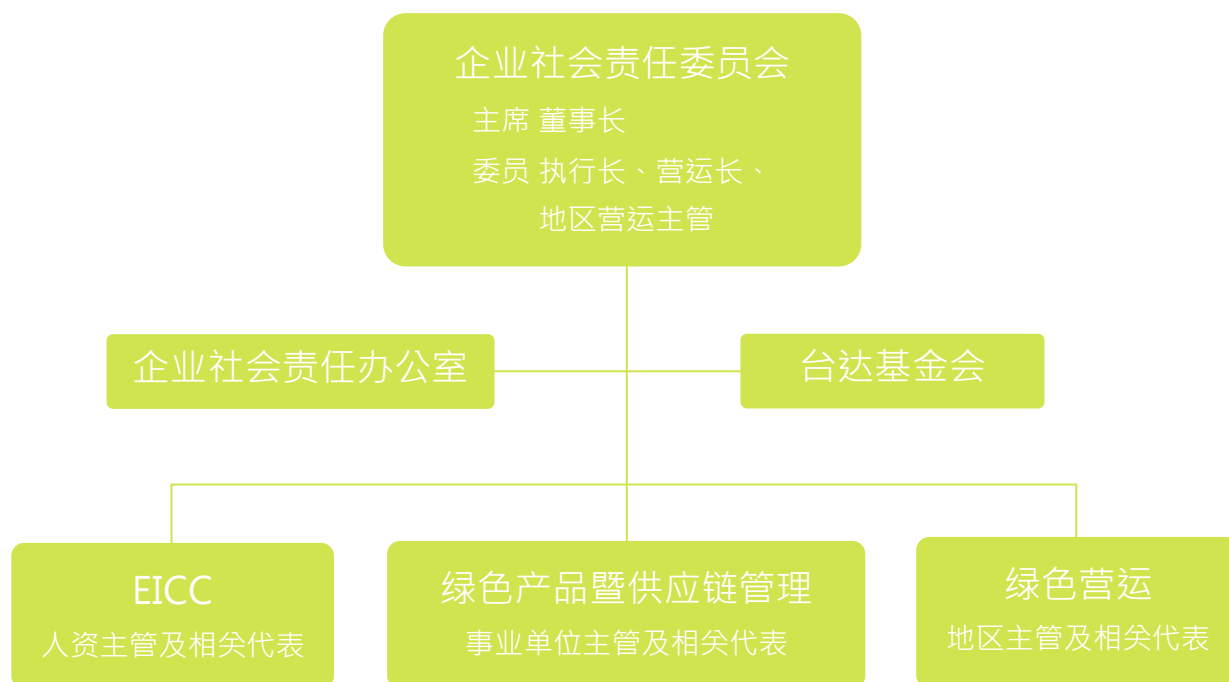 企业社会责任委员会
主席 董事长
委员 执行长、营运长、
地区营运主管
企业社会责任办公室
台达基金会
EICC
人资主管及相关代表
绿色产品暨供应链管理
事业单位主管及相关代表
绿色营运
地区主管及相关代表